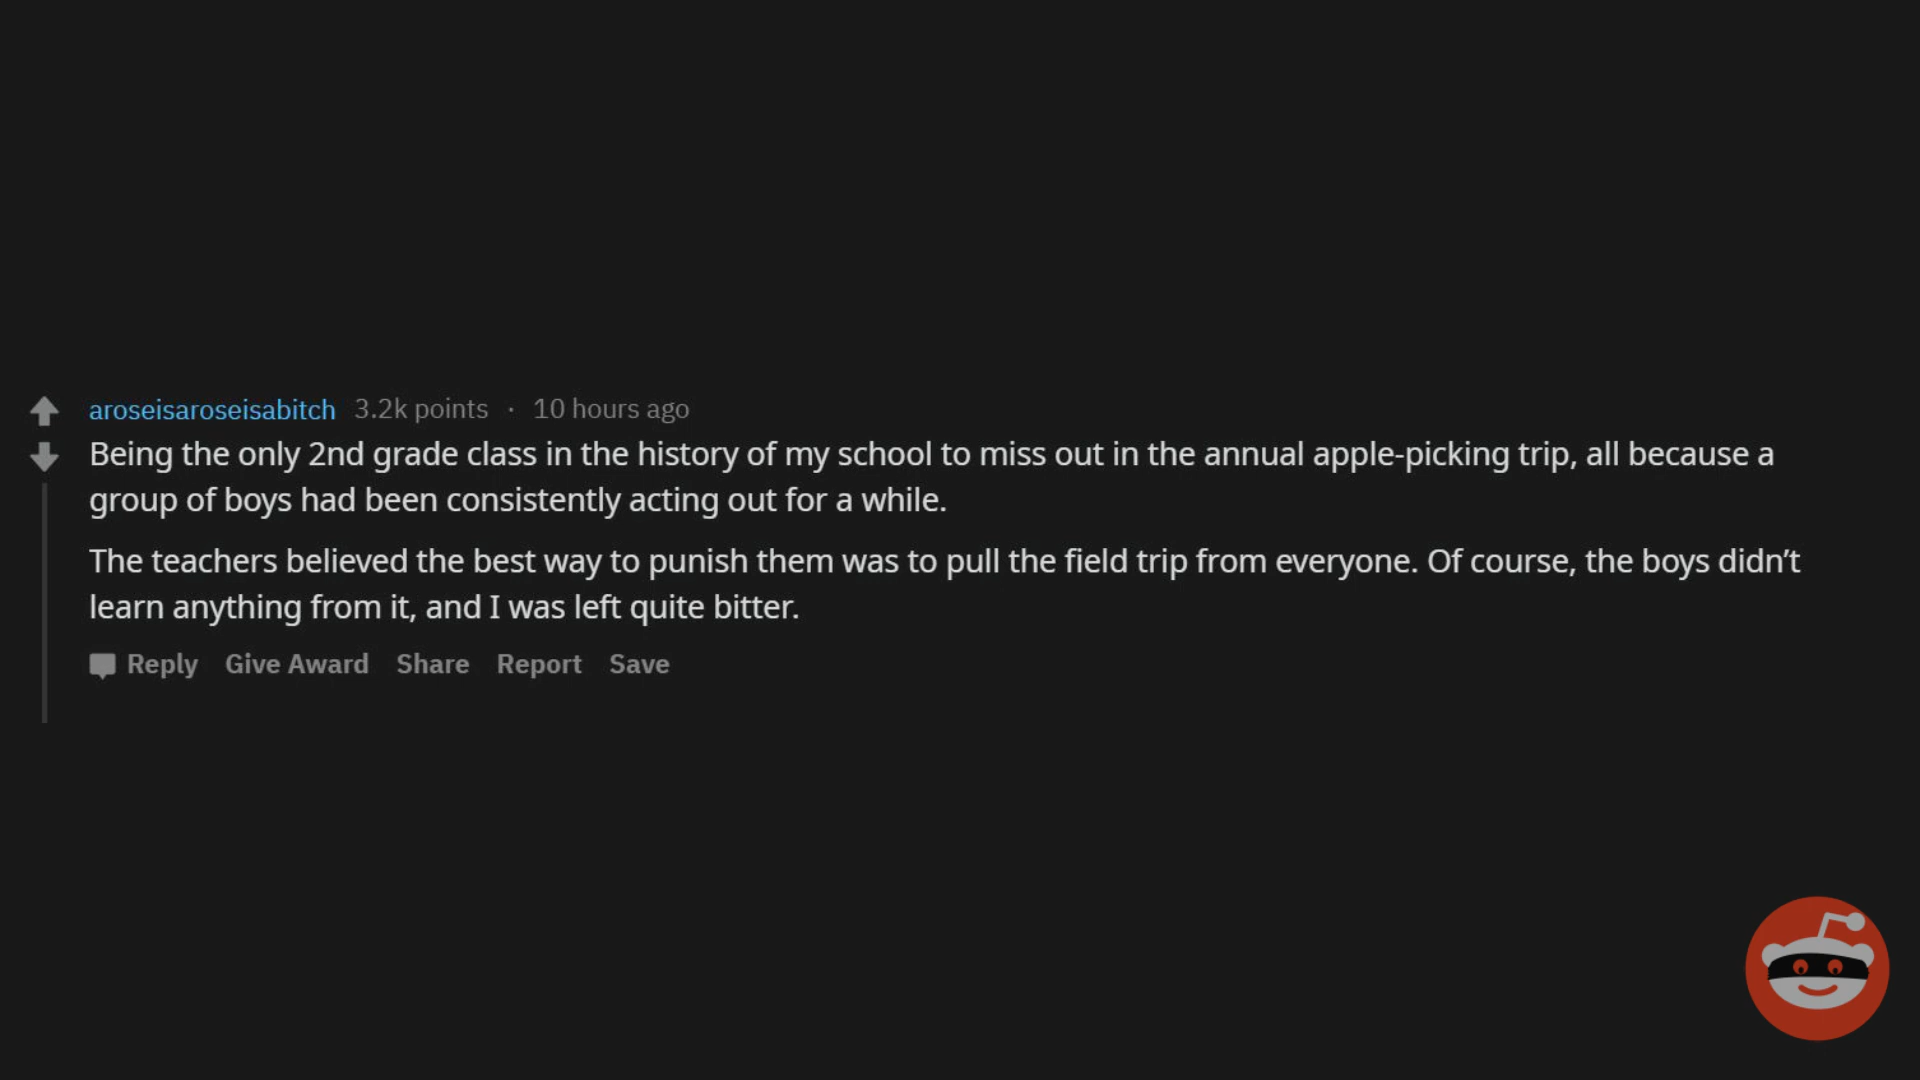 aroseisaroseisabitch 3.2k points · 10 hours ago
Being the only 2nd grade class in the history of my school to miss out in the annual apple-picking trip, all because a
group of boys had been consistently acting out for a while.
The teachers believed the best way to punish them was to pull the field trip from everyone. Of course, the boys didn’t
learn anything from it, and I was left quite bitter.
Reply Give Award Share Report Save